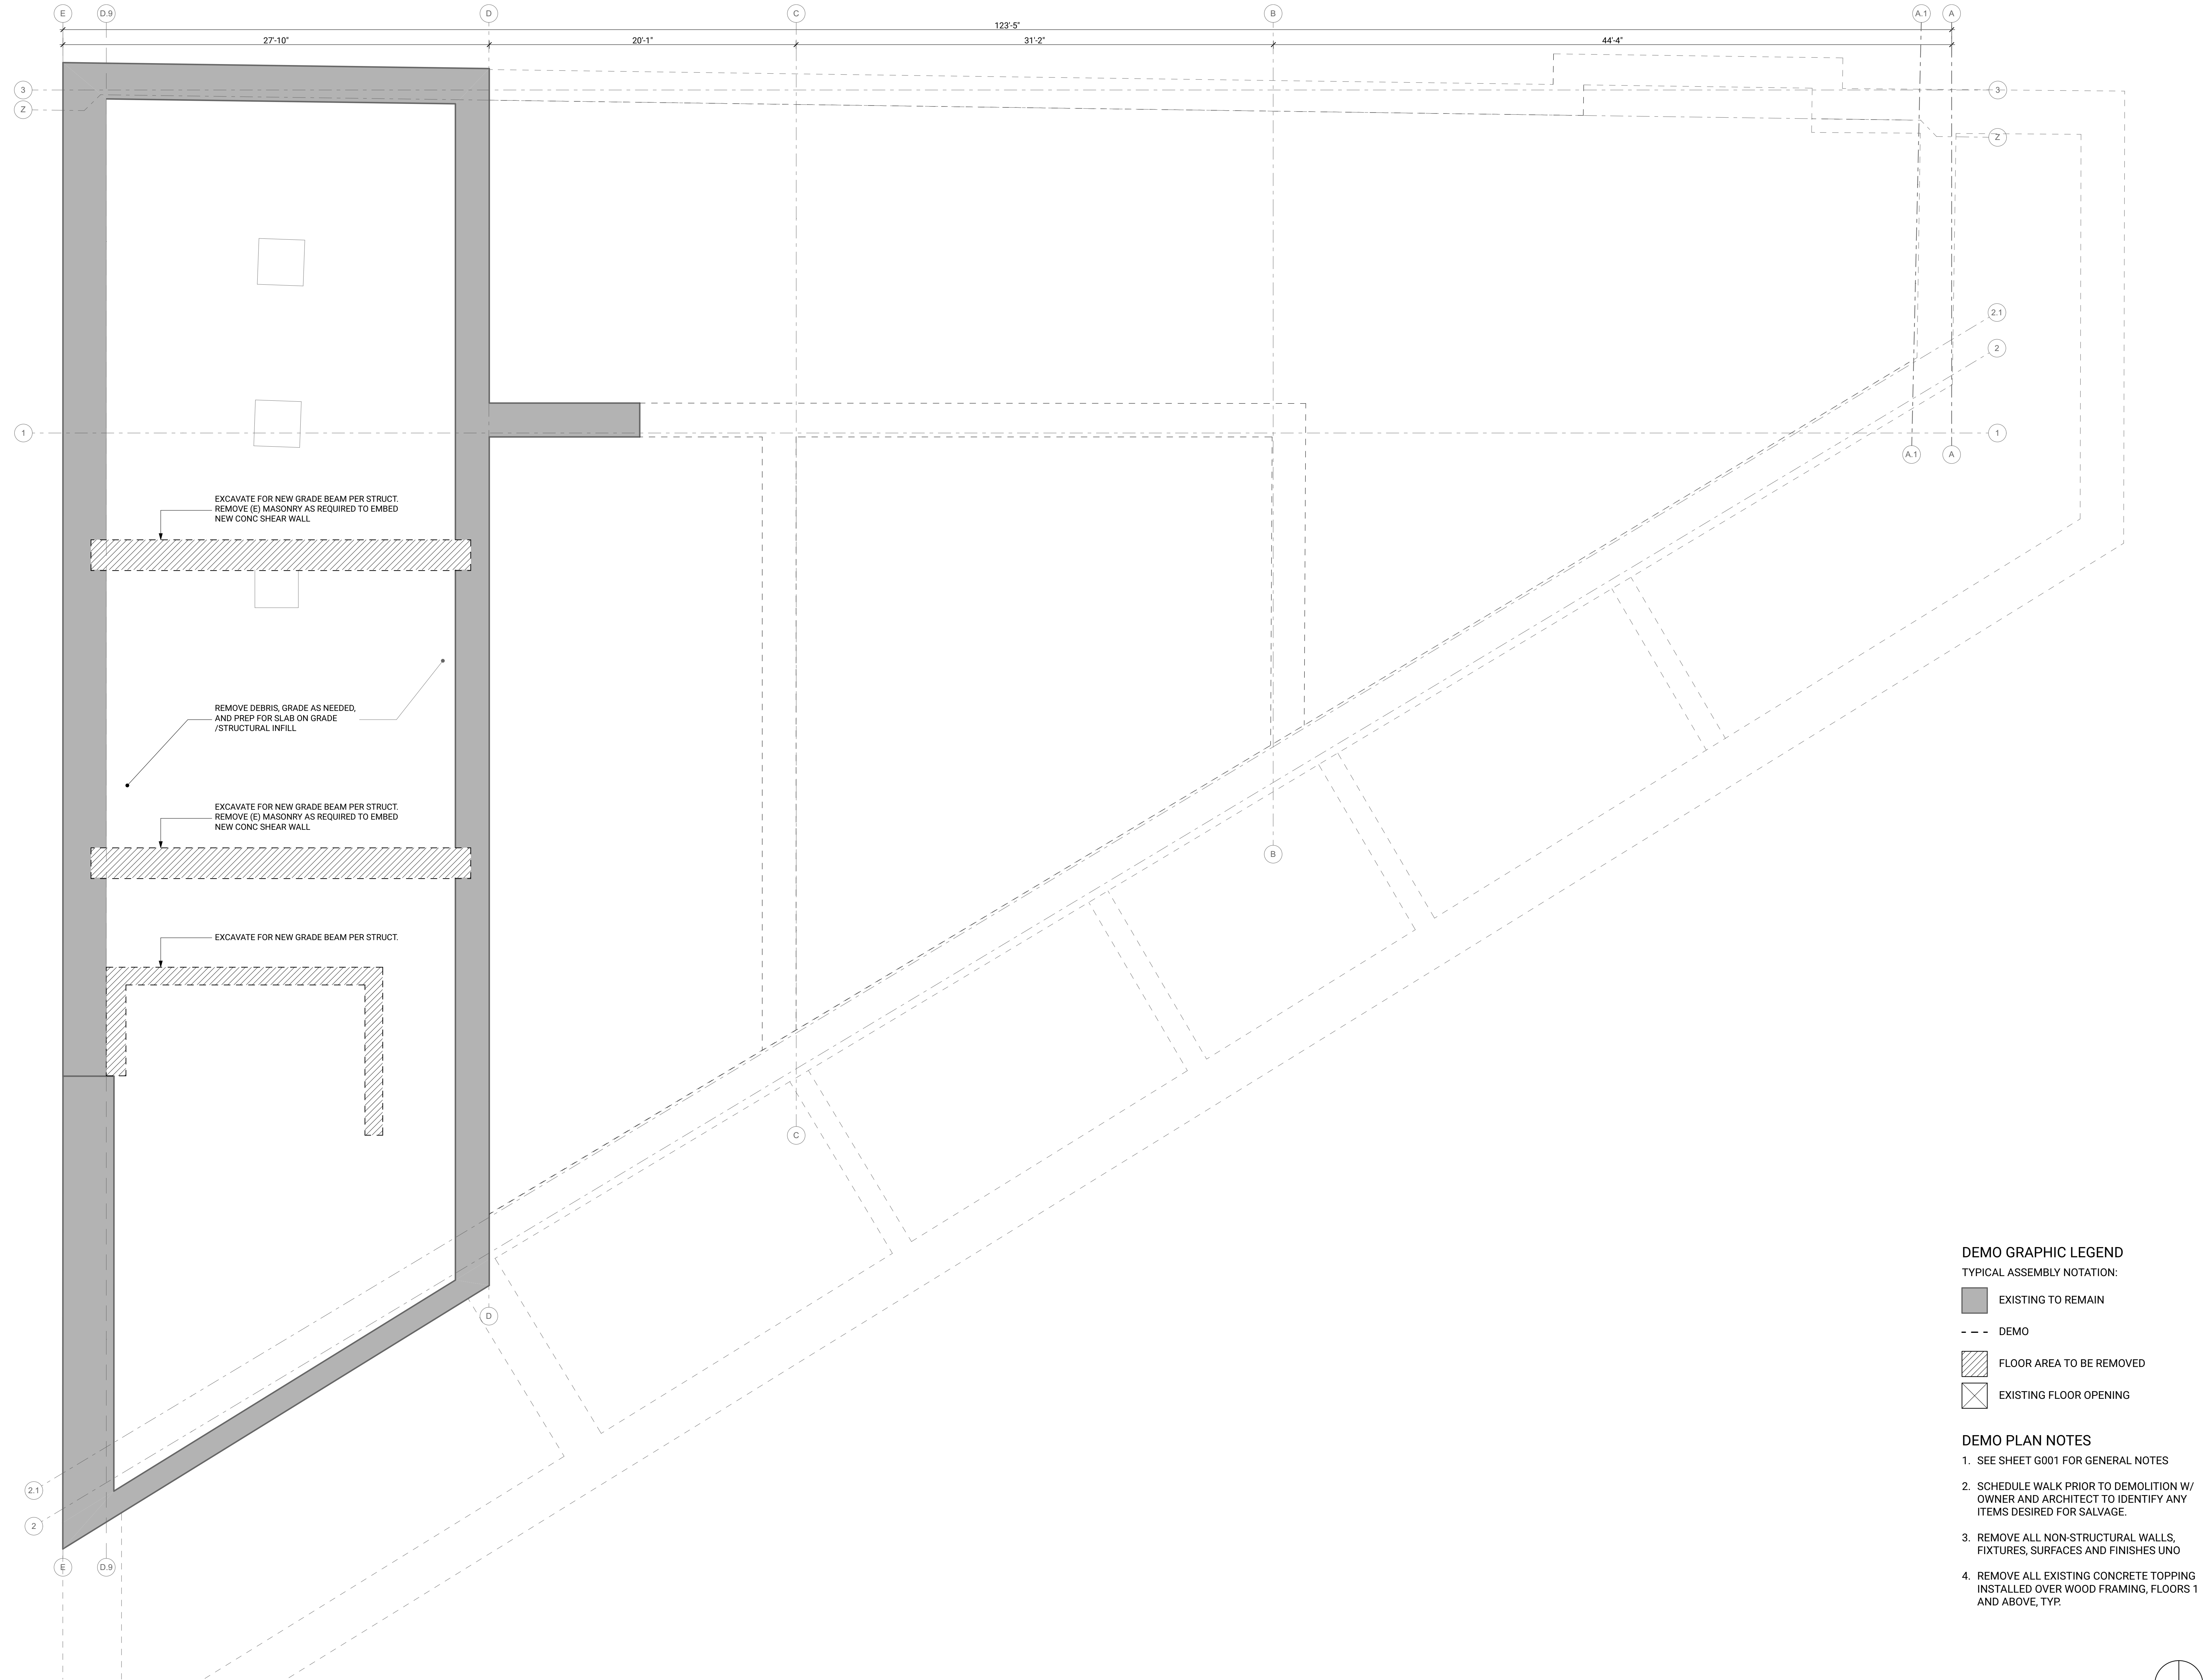 E D.9 D C B A.1 A
123'-5"
27'-10" 20'-1" 31'-2" 44'-4"
3 3
Z Z
2.1
2
1 1
A.1 A
EXCAVATE FOR NEW GRADE BEAM PER STRUCT.
REMOVE (E) MASONRY AS REQUIRED TO EMBED
NEW CONC SHEAR WALL
REMOVE DEBRIS, GRADE AS NEEDED,
AND PREP FOR SLAB ON GRADE
/STRUCTURAL INFILL
EXCAVATE FOR NEW GRADE BEAM PER STRUCT.
REMOVE (E) MASONRY AS REQUIRED TO EMBED
NEW CONC SHEAR WALL
B
EXCAVATE FOR NEW GRADE BEAM PER STRUCT.
C
D
2.1
2
E D.9
DEMO GRAPHIC LEGEND
TYPICAL ASSEMBLY NOTATION:
EXISTING TO REMAIN
DEMO
FLOOR AREA TO BE REMOVED
EXISTING FLOOR OPENING
DEMO PLAN NOTES
1. SEE SHEET G001 FOR GENERAL NOTES
2. SCHEDULE WALK PRIOR TO DEMOLITION W/
OWNER AND ARCHITECT TO IDENTIFY ANY
ITEMS DESIRED FOR SALVAGE.
3. REMOVE ALL NON-STRUCTURAL WALLS,
FIXTURES, SURFACES AND FINISHES UNO
4. REMOVE ALL EXISTING CONCRETE TOPPING
INSTALLED OVER WOOD FRAMING, FLOORS 1
AND ABOVE, TYP.